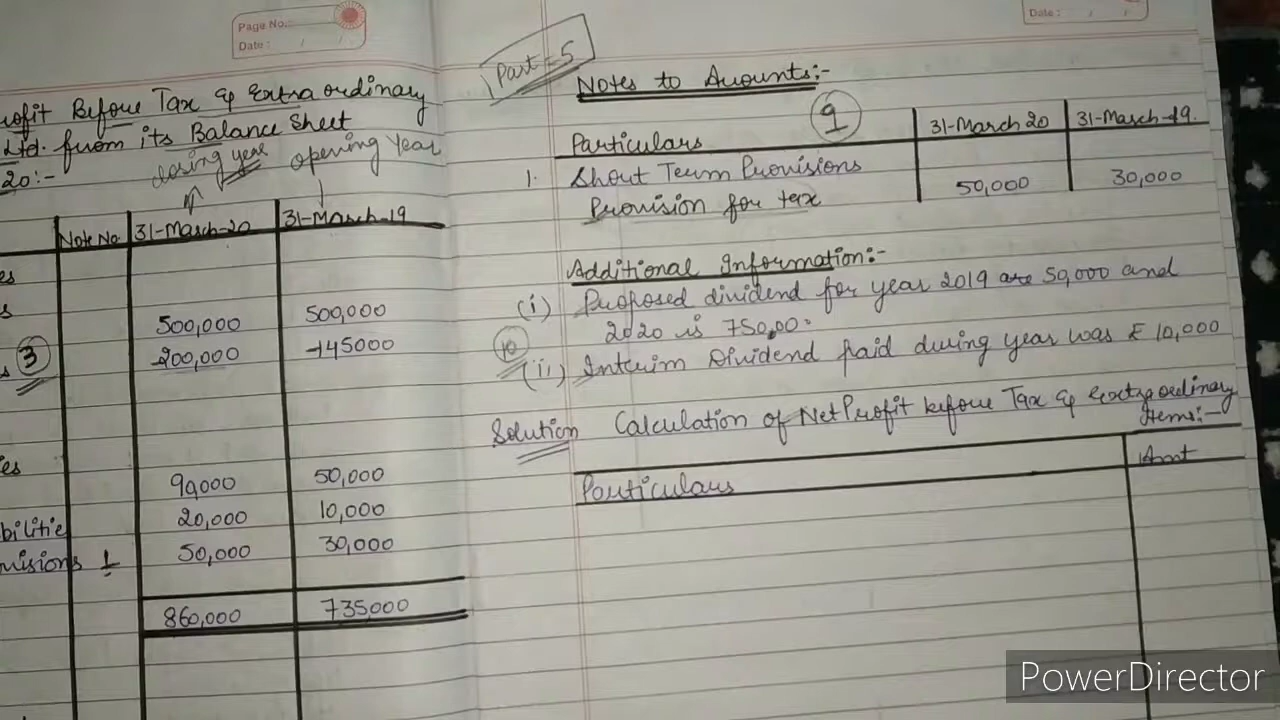 Page No.:
Date : / /
rofit Before Tax & Extraordinary
Ltd. from its Balance Sheet
20:-
closing year opening Year
Note No 31-March-20 31-March-19
es
s
500,000 500,000
s 3 200,000 145000
es
90,000 50,000
20,000 10,000
bilitie
visions 1 50,000 30,000
860,000 735000
Date : / /
Part-5
Notes to Accounts:-
9
Particulars 31-March 20 31-March-19.
1. Short Term Provisions
Provision for tax 50,000 30,000
Additional Information:-
(i) Proposed dividend for year 2019 are 50,000 and
2020 is 750,00
10
(ii) Interim Dividend paid during year was ₤ 10,000
Solution Calculation of Net Profit before Tax & extraordinary
items:-
Particulars Amt
PowerDirector